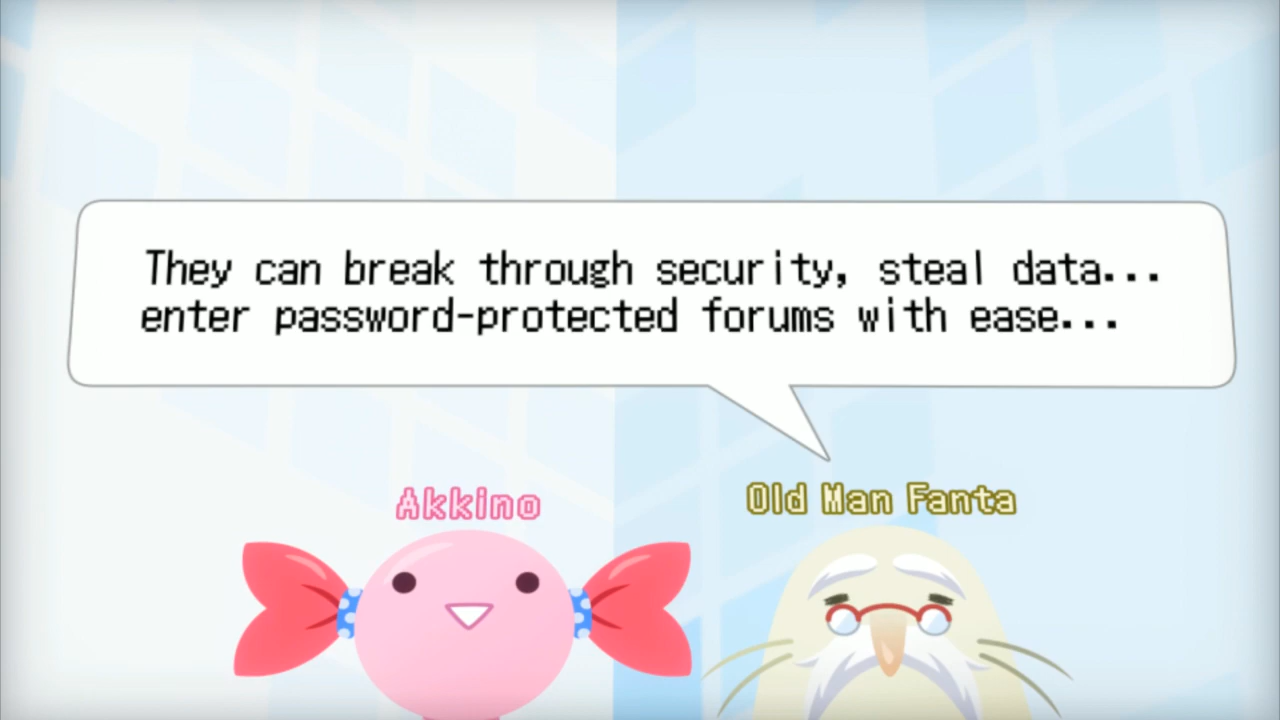 They can break through security, steal data...
enter password-protected forums with ease...
Akkino
Old Man Fanta